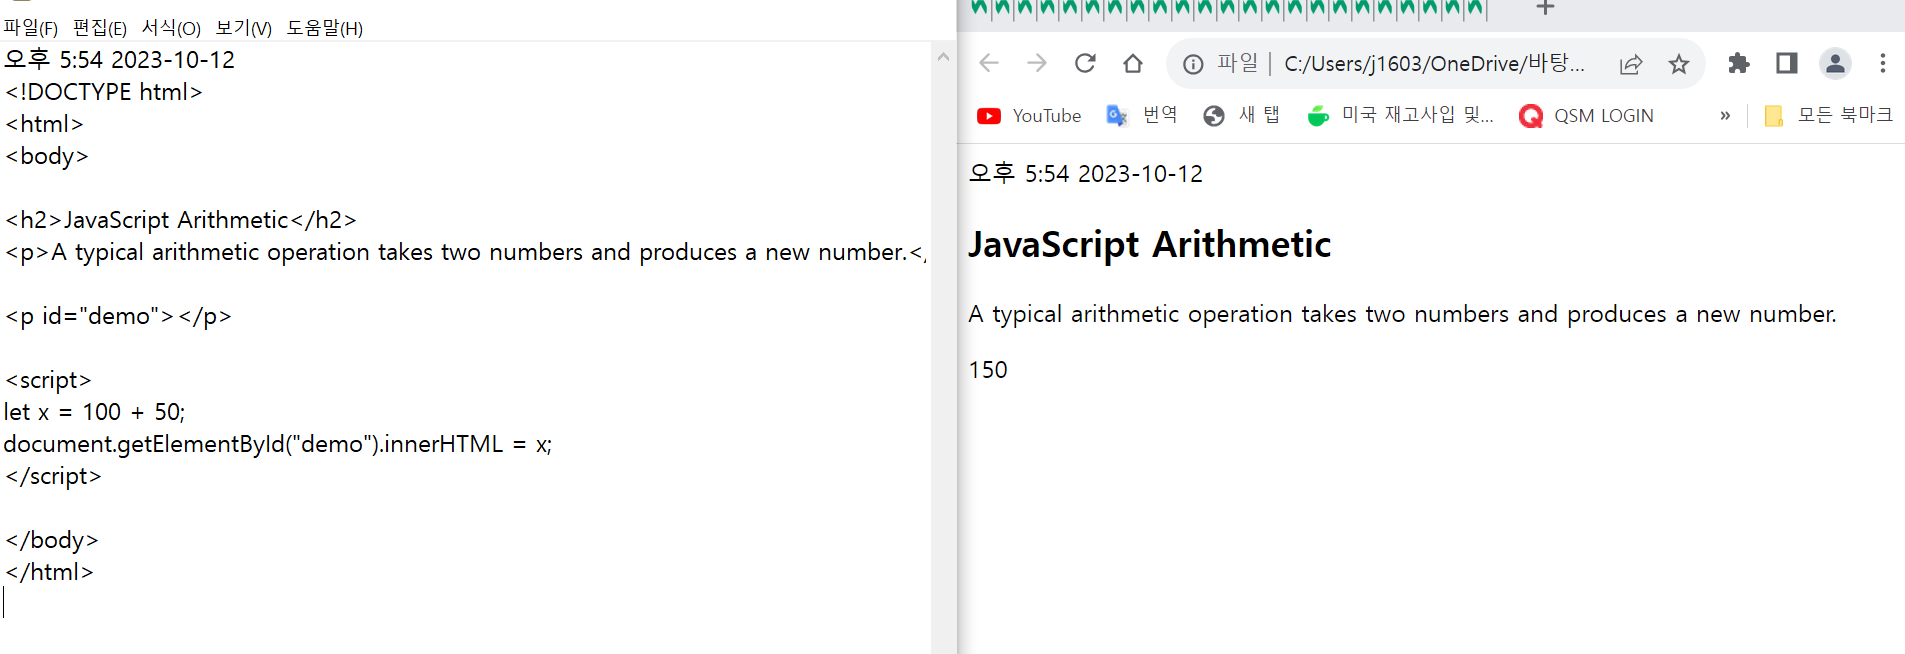 파일(F) 편집(E) 서식(O) 보기(V) 도움말(H)
오후 5:54 2023-10-12
<!DOCTYPE html>
<html>
<body>
<h2>JavaScript Arithmetic</h2>
<p>A typical arithmetic operation takes two numbers and produces a new number.<
<p id="demo"></p>
<script>
let x = 100 + 50;
document.getElementById("demo").innerHTML = x;
</script>
</body>
</html>
파일 | C:/Users/j1603/OneDrive/바탕...
YouTube 번역 새 탭 미국 재고사입 및... QSM LOGIN » 모든 북마크
오후 5:54 2023-10-12
JavaScript Arithmetic
A typical arithmetic operation takes two numbers and produces a new number.
150